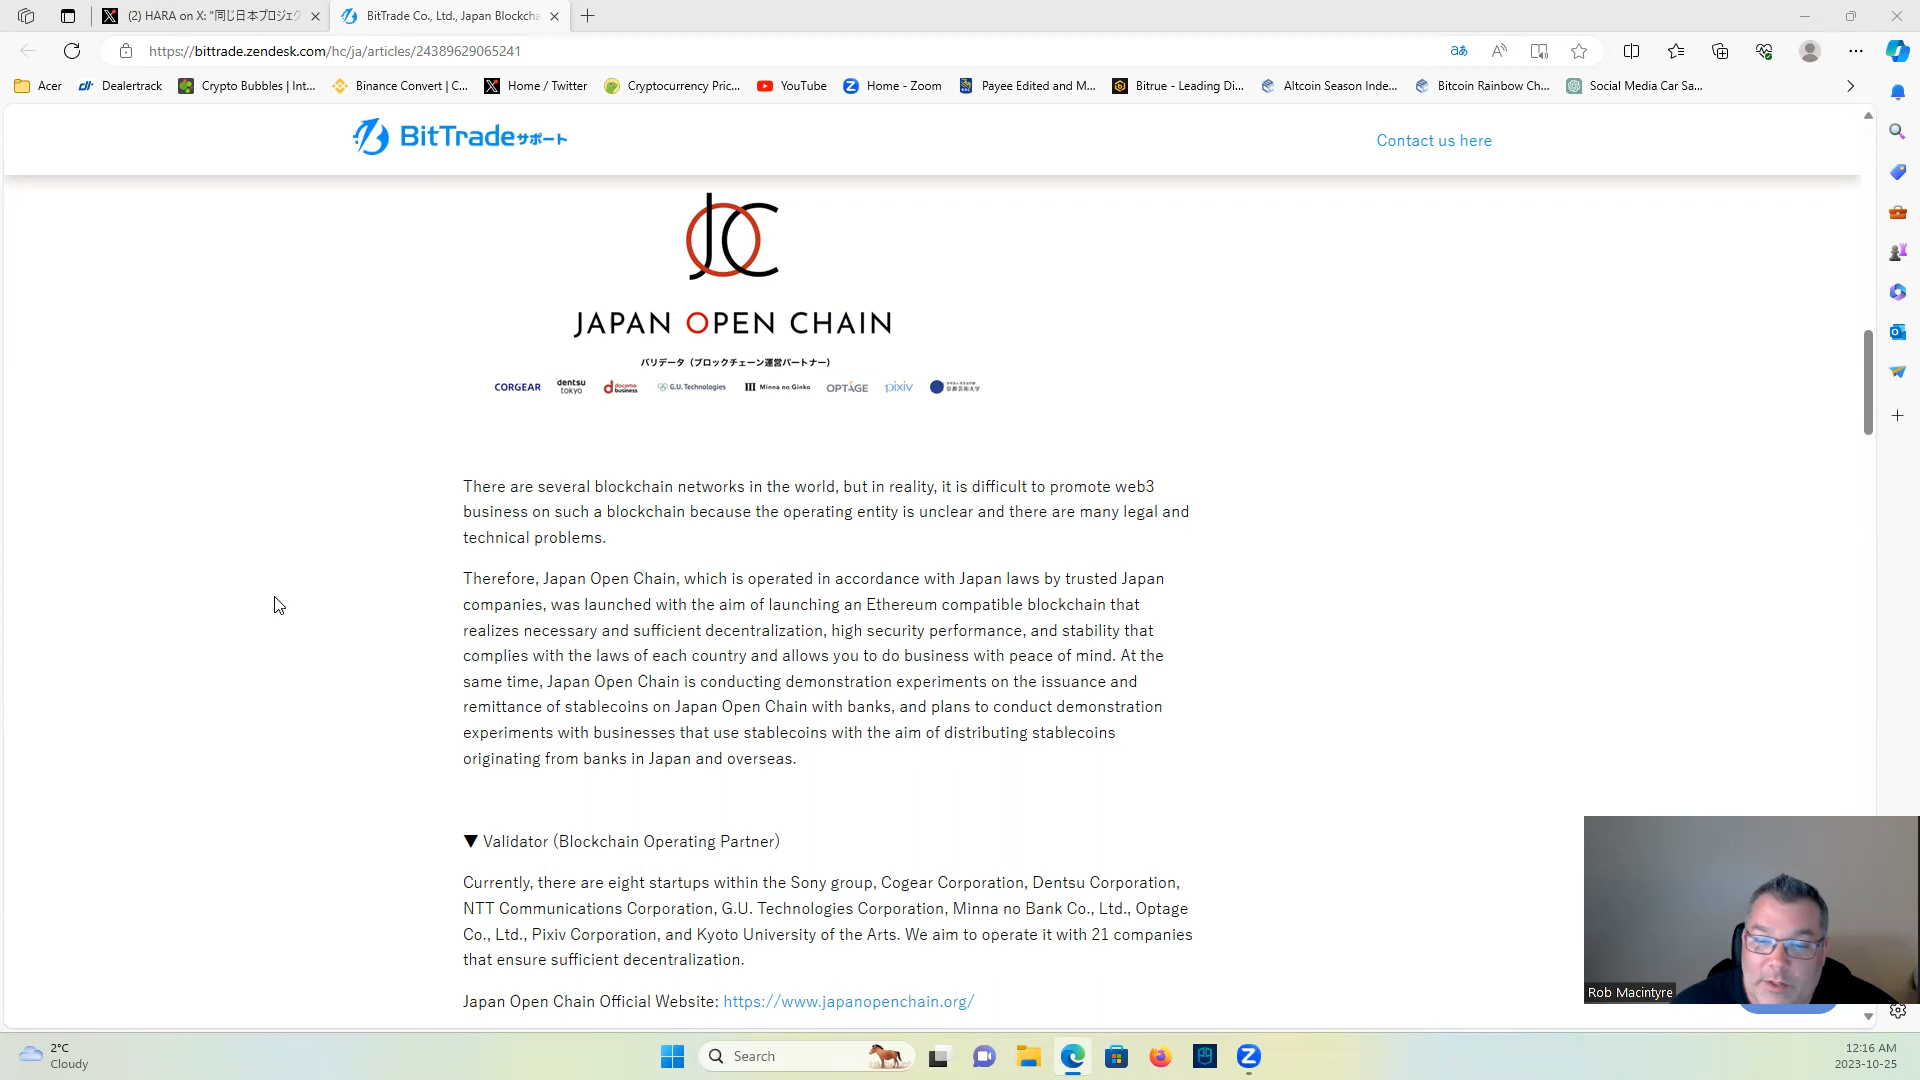 (2) HARA on X: "同じ日本プロジェク
BitTrade Co., Ltd., Japan Blockcha
https://bittrade.zendesk.com/hc/ja/articles/24389629065241
Acer
Dealertrack
Crypto Bubbles | Int...
Binance Convert | C...
Home / Twitter
Cryptocurrency Pric...
YouTube
Home - Zoom
Payee Edited and M...
Bitrue - Leading Di...
Altcoin Season Inde...
Bitcoin Rainbow Ch...
Social Media Car Sa...
BitTradeサポート
Contact us here
JC
JAPAN OPEN CHAIN
バリデータ（ブロックチェーン運営パートナー）
CORGEAR dentsu tokyo docomo business G.U. Technologies Minna no Ginko OPTAGE pixiv 京都芸術大学
There are several blockchain networks in the world, but in reality, it is difficult to promote web3
business on such a blockchain because the operating entity is unclear and there are many legal and
technical problems.
Therefore, Japan Open Chain, which is operated in accordance with Japan laws by trusted Japan
companies, was launched with the aim of launching an Ethereum compatible blockchain that
realizes necessary and sufficient decentralization, high security performance, and stability that
complies with the laws of each country and allows you to do business with peace of mind. At the
same time, Japan Open Chain is conducting demonstration experiments on the issuance and
remittance of stablecoins on Japan Open Chain with banks, and plans to conduct demonstration
experiments with businesses that use stablecoins with the aim of distributing stablecoins
originating from banks in Japan and overseas.
▼ Validator (Blockchain Operating Partner)
Currently, there are eight startups within the Sony group, Cogear Corporation, Dentsu Corporation,
NTT Communications Corporation, G.U. Technologies Corporation, Minna no Bank Co., Ltd., Optage
Co., Ltd., Pixiv Corporation, and Kyoto University of the Arts. We aim to operate it with 21 companies
that ensure sufficient decentralization.
Japan Open Chain Official Website: https://www.japanopenchain.org/
Rob Macintyre
2°C
Cloudy
Search
12:16 AM
2023-10-25